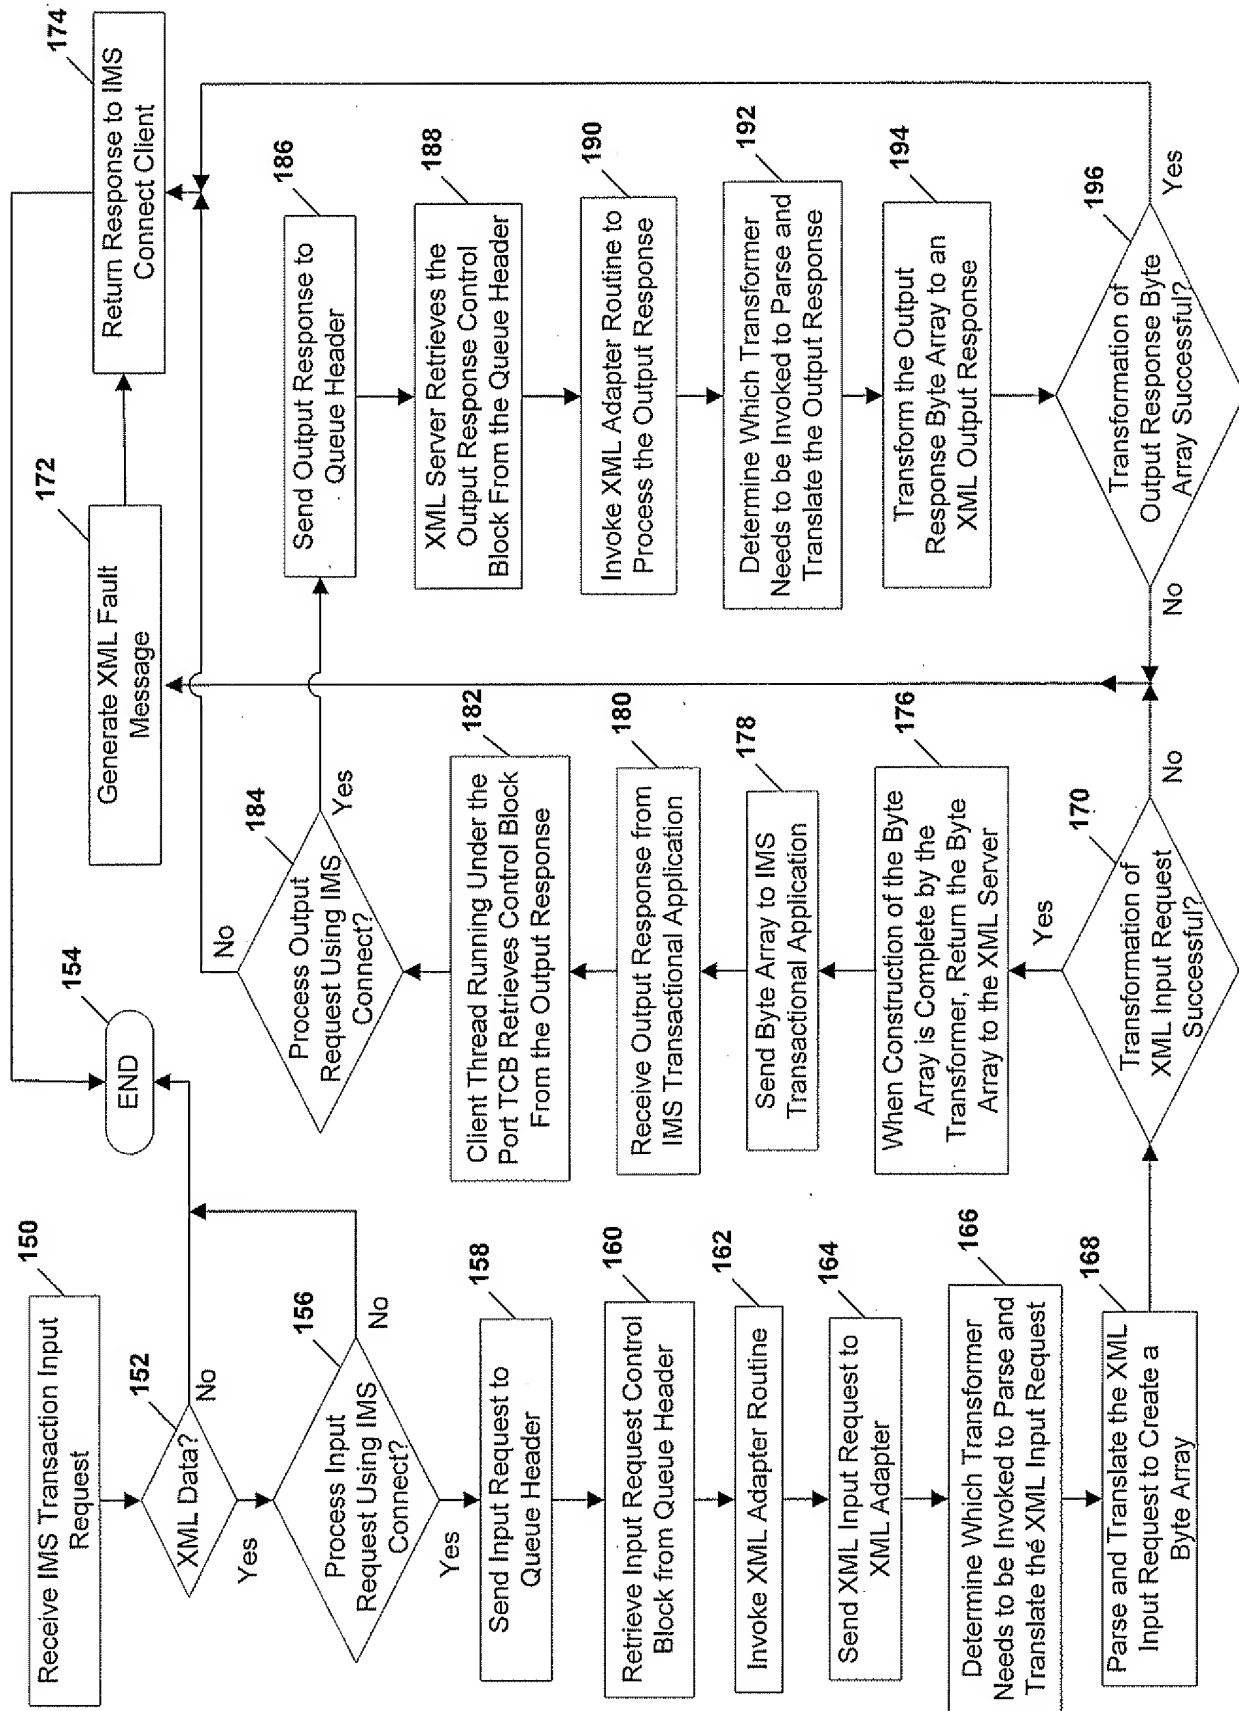 150
Receive IMS Transaction Input
Request
152
XML Data?
No
Yes
154
END
156
Process Input
Request Using IMS
Connect?
No
Yes
158
Send Input Request to
Queue Header
160
Retrieve Input Request Control
Block from Queue Header
162
Invoke XML Adapter Routine
164
Send XML Input Request to
XML Adapter
166
Determine Which Transformer
Needs to be Invoked to Parse and
Translate thé XML Input Request
168
Parse and Translate the XML
Input Request to Create a
Byte Array
170
Transformation of
XML Input Request
Successful?
Yes
No
172
Generate XML Fault
Message
174
Return Response to IMS
Connect Client
176
When Construction of the Byte
Array is Complete by the
Transformer, Return the Byte
Array to the XML Server
178
Send Byte Array to IMS
Transactional Application
180
Receive Output Response from
IMS Transactional Application
182
Client Thread Running Under the
Port TCB Retrieves Control Block
From the Output Response
184
Process Output
Request Using IMS
Connect?
No
Yes
186
Send Output Response to
Queue Header
188
XML Server Retrieves the
Output Response Control
Block From the Queue Header
190
Invoke XML Adapter Routine to
Process the Output Response
192
Determine Which Transformer
Needs to be Invoked to Parse and
Translate the Output Response
194
Transform the Output
Response Byte Array to an
XML Output Response
196
Transformation of
Output Response Byte
Array Successful?
No
Yes